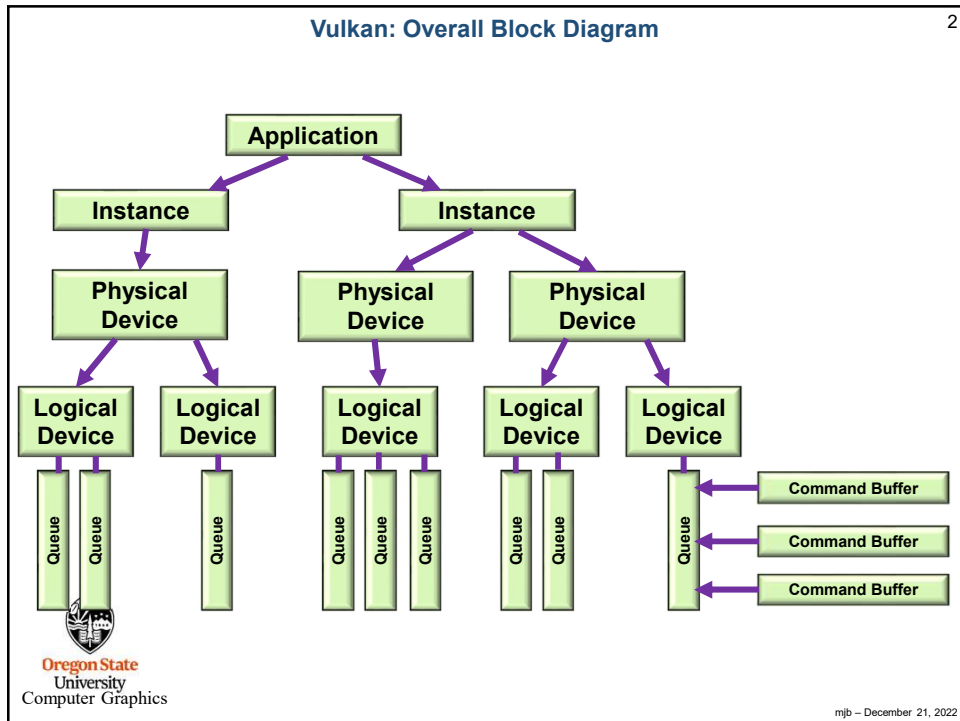 Vulkan: Overall Block Diagram
2
Application
Instance
Instance
Physical
Device
Physical
Device
Physical
Device
Logical
Device
Logical
Device
Logical
Device
Logical
Device
Logical
Device
Queue
Queue
Queue
Queue
Queue
Queue
Queue
Queue
Queue
Command Buffer
Command Buffer
Command Buffer
Oregon State
University
Computer Graphics
mjb – December 21, 2022